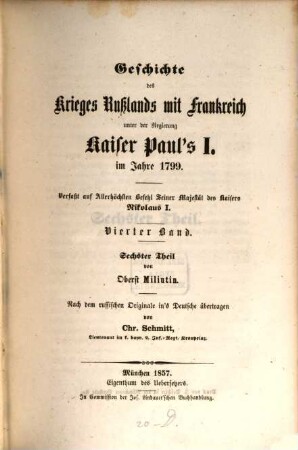 Geschichte
des
Krieges Rußlands mit Frankreich
unter der Regierung
Kaiser Paul's I.
im Jahre 1799.
Verfaßt auf Allerhöchsten Befehl Seiner Majestät des Kaisers
Nikolaus I.
Vierter Band.
Sechster Theil
von
Oberst Milintin.
Nach dem russischen Originale in's Deutsche übertragen
von
Chr. Schmitt,
Lieutenant im k. bayr. 2. Inf.-Regt. Kronprinz.
München 1857.
Eigenthum des Uebersetzers.
In Commission der Jos. Lindauer'schen Buchhandlung.